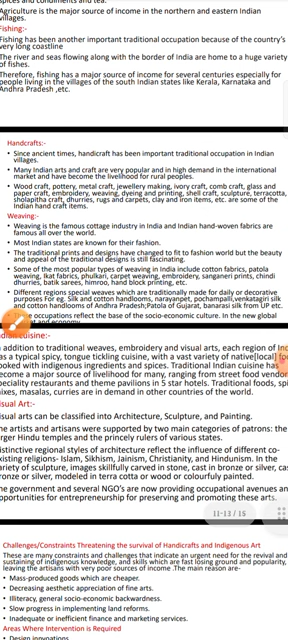 spices and condiments and tea.
Agriculture is the major source of income in the northern and eastern Indian
villages.
Fishing:-
Fishing has been another important traditional occupation because of the country's
very long coastline
The river and seas flowing along with the border of India are home to a huge variety
of fishes.
Therefore, fishing has a major source of income for several centuries especially for
people living in the villages of the south Indian states like Kerala, Karnataka and
Andhra Pradesh ,etc.
Handcrafts:-
• Since ancient times, handicraft has been important traditional occupation in Indian
villages.
• Many Indian arts and craft are very popular and in high demand in the international
market and have become the livelihood for rural peoples.
• Wood craft, pottery, metal craft, jewellery making, ivory craft, comb craft, glass and
paper craft, embroidery, weaving, dyeing and printing, shell craft, sculpture, terracotta,
sholapitha craft, dhurries, rugs and carpets, clay and iron items, etc. are some of the
Indian hand craft items.
Weaving:-
• Weaving is the famous cottage industry in India and Indian hand-woven fabrics are
famous all over the world.
• Most Indian states are known for their fashion.
• The traditional prints and designs have changed to fit to fashion world but the beauty
and appeal of the traditional designs is still fascinating.
• Some of the most popular types of weaving in India include cotton fabrics, patola
weaving, Ikat fabrics, phulkari, carpet weaving, embroidery, sanganeri prints, chindi
dhurries, batik sarees, himroo, hand block printing, etc.
• Different regions special weaves which are traditionally made for daily or decorative
purposes For eg. Silk and cotton handlooms, narayanpet, pochampalli,venkatagiri silk
and cotton handlooms of Andhra Pradesh;Patola of Gujarat, banarasi silk from UP etc.
occupations reflect the base of the socio-economic culture. In the new global
and economy
ndian cuisine:-
n addition to traditional weaves, embroidery and visual arts, each region of Ind
as a typical spicy, tongue tickling cuisine, with a vast variety of native[local]
ooked with indigenous ingredients and spices. Traditional Indian cuisine has
ecome a major source of livelihood for many, ranging from street food vendo
peciality restaurants and theme pavilions in 5 star hotels. Traditional foods, spi
ixes, masalas, curries are in demand in other countries of the world.
isual Art:-
isual arts can be classified into Architecture, Sculpture, and Painting.
he artists and artisans were supported by two main categories of patrons: the
arger Hindu temples and the princely rulers of various states.
istinctive regional styles of architecture reflect the influence of different co-
xisting religions- Islam, Sikhism, Jainism, Christianity, and Hinduism. In the
ariety of sculpture, images skillfully carved in stone, cast in bronze or silver, cas
ronze or silver, modeled in terra cotta or wood or colourfully painted.
he government and several NGO's are now providing occupational avenues an
pportunities for entrepreneurship for preserving and promoting these arts.
11-13 / 15
Challenges/Constraints Threatening the survival of Handicrafts and Indigenous Art
These are many constraints and challenges that indicate an urgent need for the revival and
sustaining of indigenous knowledge, and skills which are fast losing ground and popularity,
leaving the artisans with very poor sources of income .The main reason are-
• Mass-produced goods which are cheaper.
• Decreasing aesthetic appreciation of fine arts.
• Illiteracy, general socio-economic backwardness.
• Slow progress in implementing land reforms.
• Inadequate or inefficient finance and marketing services.
Areas Where Intervention is Required
• Design innovations